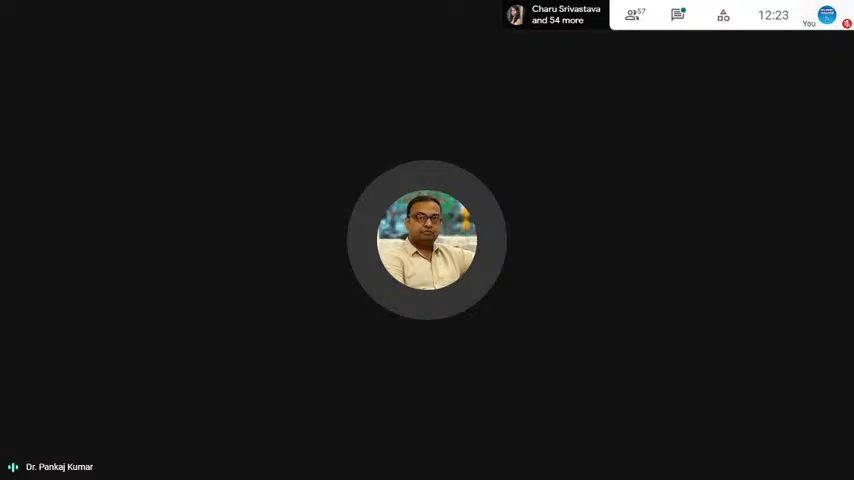 Charu Srivastava
and 54 more
57
12:23
You
Dr. Pankaj Kumar